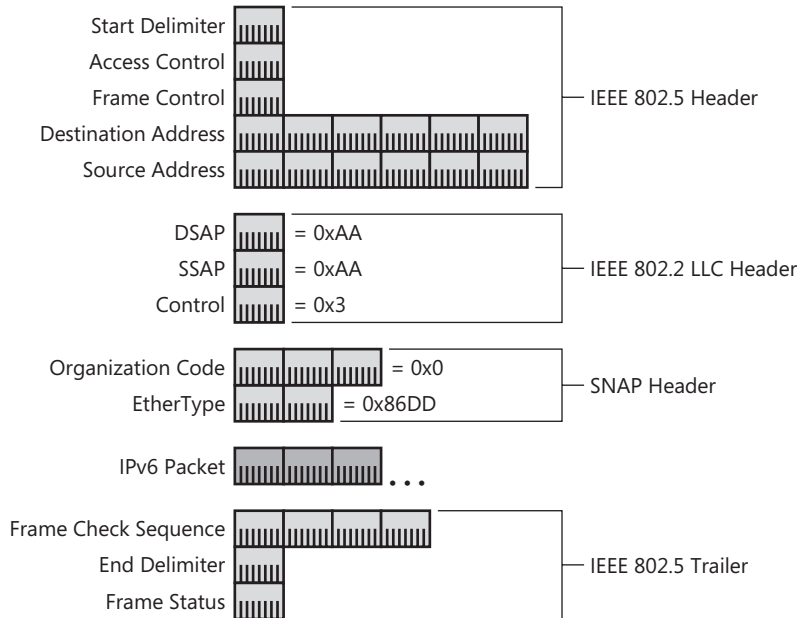 Start Delimiter
Access Control
Frame Control
IEEE 802.5 Header
Destination Address
Source Address
DSAP = 0xAA
SSAP = 0xAA
IEEE 802.2 LLC Header
Control = 0x3
Organization Code = 0x0
SNAP Header
EtherType = 0x86DD
IPv6 Packet ...
Frame Check Sequence
End Delimiter
IEEE 802.5 Trailer
Frame Status